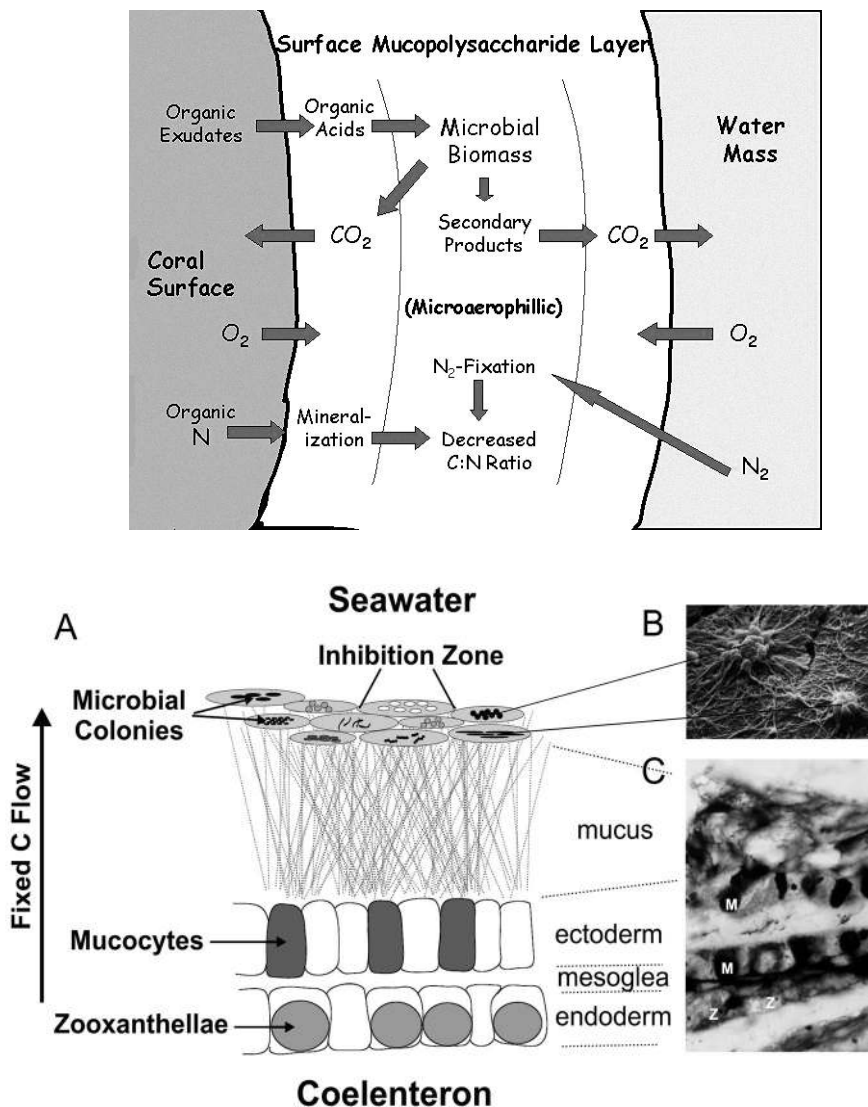 Surface Mucopolysaccharide Layer
Organic
Exudates
Organic
Acids
Microbial
Biomass
Water
Mass
CO₂
Secondary
Products
CO₂
Coral
Surface
(Microaerophillic)
O₂
O₂
N₂-Fixation
Organic
N
Mineral-
ization
Decreased
C:N Ratio
N₂
Seawater
A
B
Inhibition Zone
Microbial
Colonies
Fixed C Flow
C
mucus
M
Mucocytes
ectoderm
M
mesoglea
Zooxanthellae
endoderm
Z
Z
Coelenteron